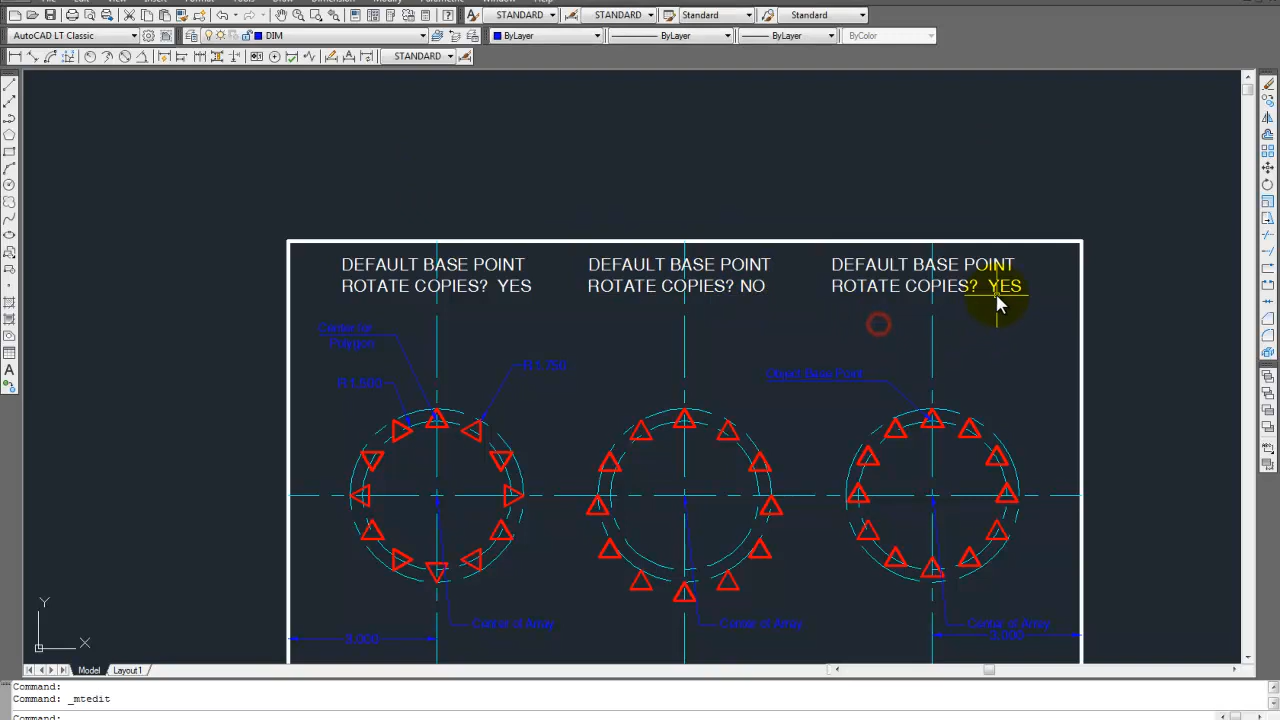 STANDARD
STANDARD
Standard
Standard
AutoCAD LT Classic
DIM
ByLayer
ByLayer
ByLayer
ByColor
STANDARD
DEFAULT BASE POINT
ROTATE COPIES? YES
DEFAULT BASE POINT
ROTATE COPIES? NO
DEFAULT BASE POINT
ROTATE COPIES? YES
Center for
Polygon
R1.500
R1.750
Object Base Point
Center of Array
Center of Array
Center of Array
3.000
3.000
Y
X
Model
Layout1
Command:
Command: _mtedit
Command: